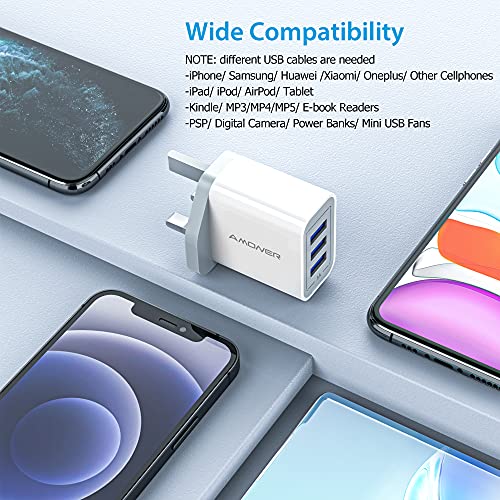 Wide Compatibility
NOTE: different USB cables are needed
-iPhone/ Samsung/ Huawei /Xiaomi/ Oneplus/ Other Cellphones
-iPad/ iPod/ AirPod/ Tablet
-Kindle/ MP3/MP4/MP5/ E-book Readers
-PSP/ Digital Camera/ Power Banks/ Mini USB Fans
AMONER